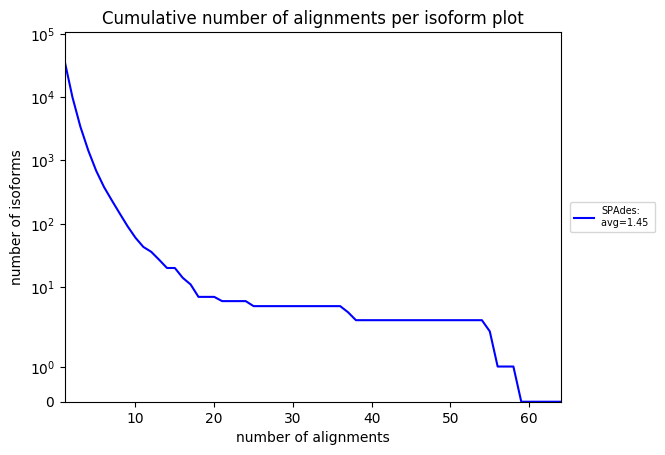 Cumulative number of alignments per isoform plot
10^5
10^4
10^3
10^2
10^1
10^0
0
number of isoforms
10 20 30 40 50 60
number of alignments
SPAdes:
avg=1.45